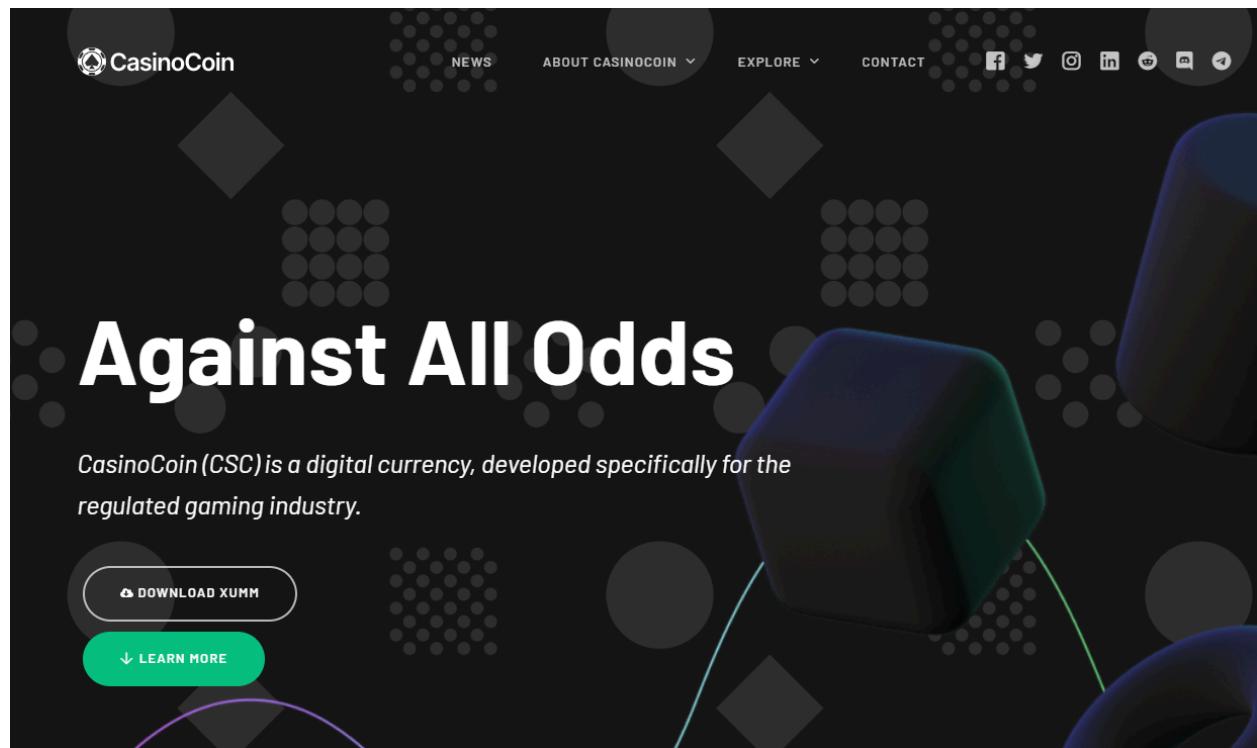 CasinoCoin
NEWS
ABOUT CASINOCOIN
EXPLORE
CONTACT
Against All Odds
CasinoCoin (CSC) is a digital currency, developed specifically for the
regulated gaming industry.
DOWNLOAD XUMM
LEARN MORE